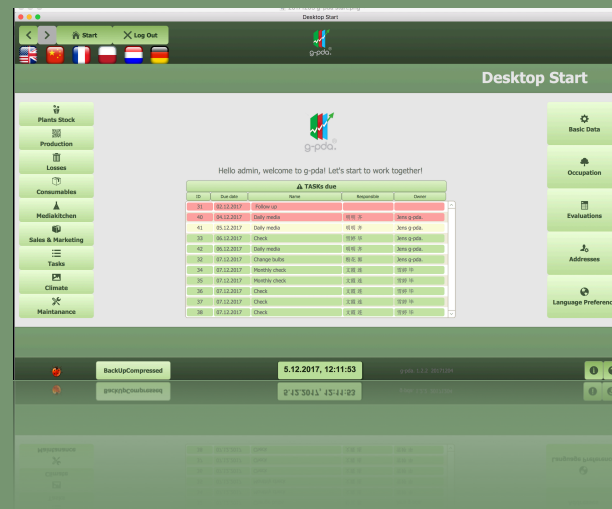 Desktop Start
Start
Log Out
g-pda.
Desktop Start
Plants Stock
Production
Losses
Consumables
Mediakitchen
Sales & Marketing
Tasks
Climate
Maintanance
g-pda.
Hello admin, welcome to g-pda! Let's start to work together!
TASKs due
ID Due date Name Responsible Owner
31 02.12.2017 Follow up
40 04.12.2017 Daily media Jens g-pda.
41 05.12.2017 Daily media Jens g-pda.
33 06.12.2017 Check
42 06.12.2017 Daily media Jens g-pda.
32 07.12.2017 Change bulbs Jens g-pda.
34 07.12.2017 Monthly check
35 07.12.2017 Monthly check
36 07.12.2017 Check
37 07.12.2017 Check
38 07.12.2017 Check
Basic Data
Occupation
Evaluations
Addresses
Language Preferenc
BackUpCompressed
5.12.2017, 12:11:53